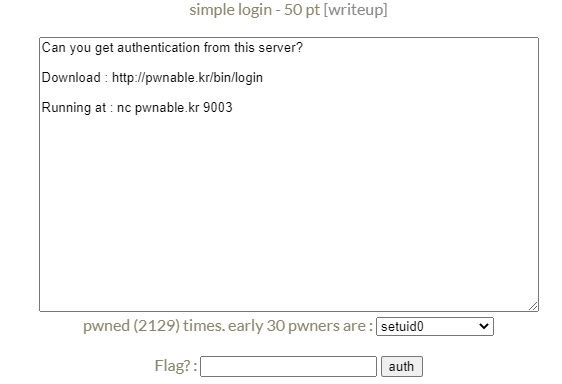 simple login - 50 pt [writeup]
Can you get authentication from this server?
Download : http://pwnable.kr/bin/login
Running at : nc pwnable.kr 9003
pwned (2129) times. early 30 pwners are : setuid0
Flag? : auth